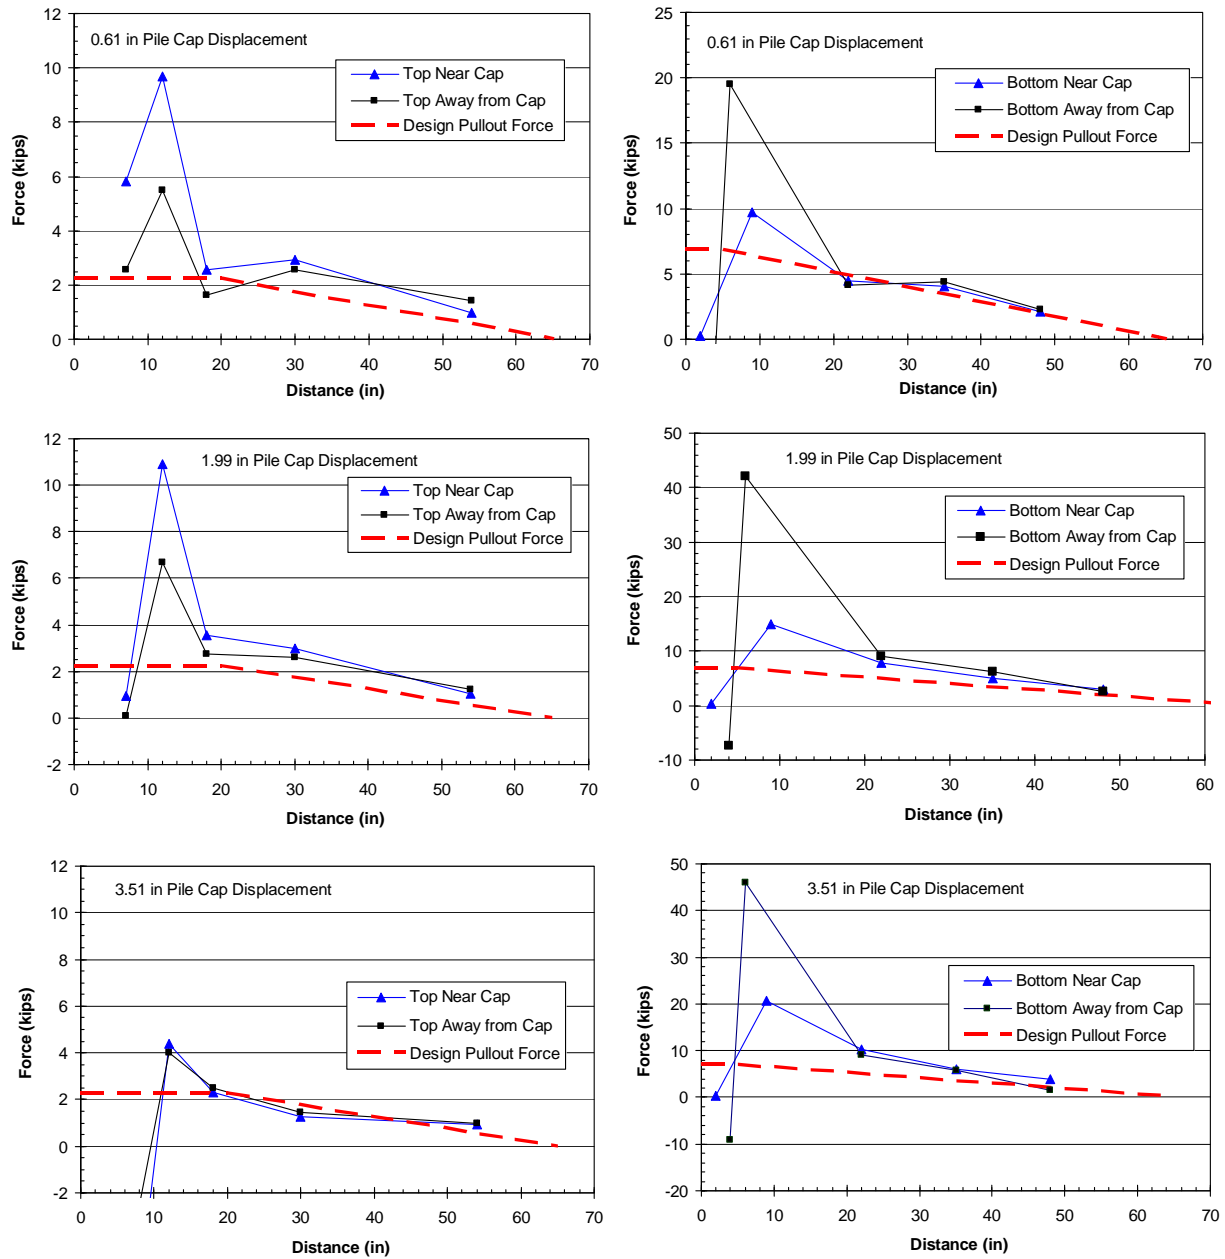 12
10
8
6
4
2
0
Force (kips)
0.61 in Pile Cap Displacement
Top Near Cap
Top Away from Cap
Design Pullout Force
0 10 20 30 40 50 60 70
Distance (in)
25
20
15
10
5
0
Force (kips)
0.61 in Pile Cap Displacement
Bottom Near Cap
Bottom Away from Cap
Design Pullout Force
0 10 20 30 40 50 60 70
Distance (in)
12
10
8
6
4
2
0
-2
Force (kips)
1.99 in Pile Cap Displacement
Top Near Cap
Top Away from Cap
Design Pullout Force
0 10 20 30 40 50 60 70
Distance (in)
50
40
30
20
10
0
-10
Force (kips)
1.99 in Pile Cap Displacement
Bottom Near Cap
Bottom Away from Cap
Design Pullout Force
0 10 20 30 40 50 60
Distance (in)
12
10
8
6
4
2
0
-2
Force (kips)
3.51 in Pile Cap Displacement
Top Near Cap
Top Away from Cap
Design Pullout Force
0 10 20 30 40 50 60 70
Distance (in)
50
40
30
20
10
0
-10
-20
Force (kips)
3.51 in Pile Cap Displacement
Bottom Near Cap
Bottom Away from Cap
Design Pullout Force
0 10 20 30 40 50 60 70
Distance (in)